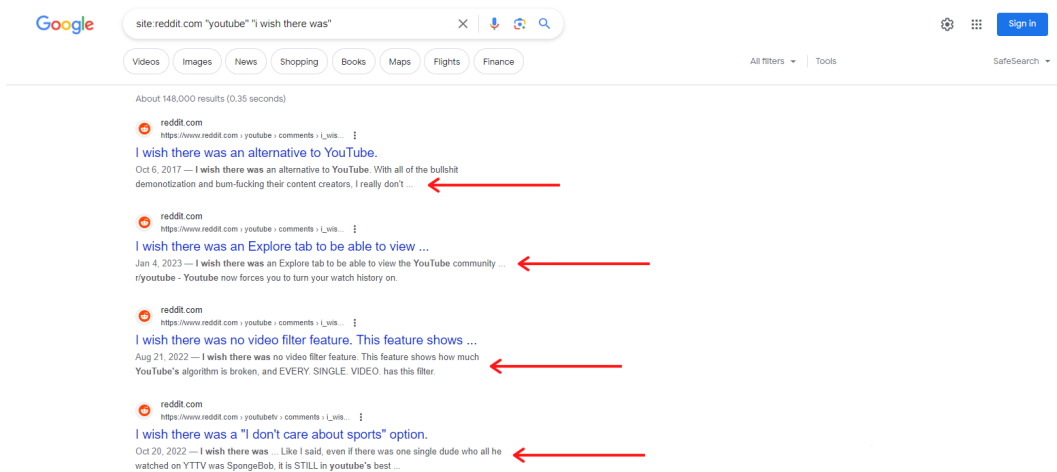 Google
site:reddit.com "youtube" "i wish there was"
Sign in
Videos Images News Shopping Books Maps Flights Finance
All filters Tools SafeSearch
About 148,000 results (0.35 seconds)
reddit.com
https://www.reddit.com › youtube › comments › i_wis...
I wish there was an alternative to YouTube.
Oct 6, 2017 — I wish there was an alternative to YouTube. With all of the bullshit
demonotization and bum-fucking their content creators, I really don't ...
reddit.com
https://www.reddit.com › youtube › comments › i_wis...
I wish there was an Explore tab to be able to view ...
Jan 4, 2023 — I wish there was an Explore tab to be able to view the YouTube community ...
r/youtube - Youtube now forces you to turn your watch history on.
reddit.com
https://www.reddit.com › youtube › comments › i_wis...
I wish there was no video filter feature. This feature shows ...
Aug 21, 2022 — I wish there was no video filter feature. This feature shows how much
YouTube's algorithm is broken, and EVERY. SINGLE. VIDEO. has this filter.
reddit.com
https://www.reddit.com › youtubetv › comments › i_wis...
I wish there was a "I don't care about sports" option.
Oct 20, 2022 — I wish there was ... Like I said, even if there was one single dude who all he
watched on YTTV was SpongeBob, it is STILL in youtube's best ...